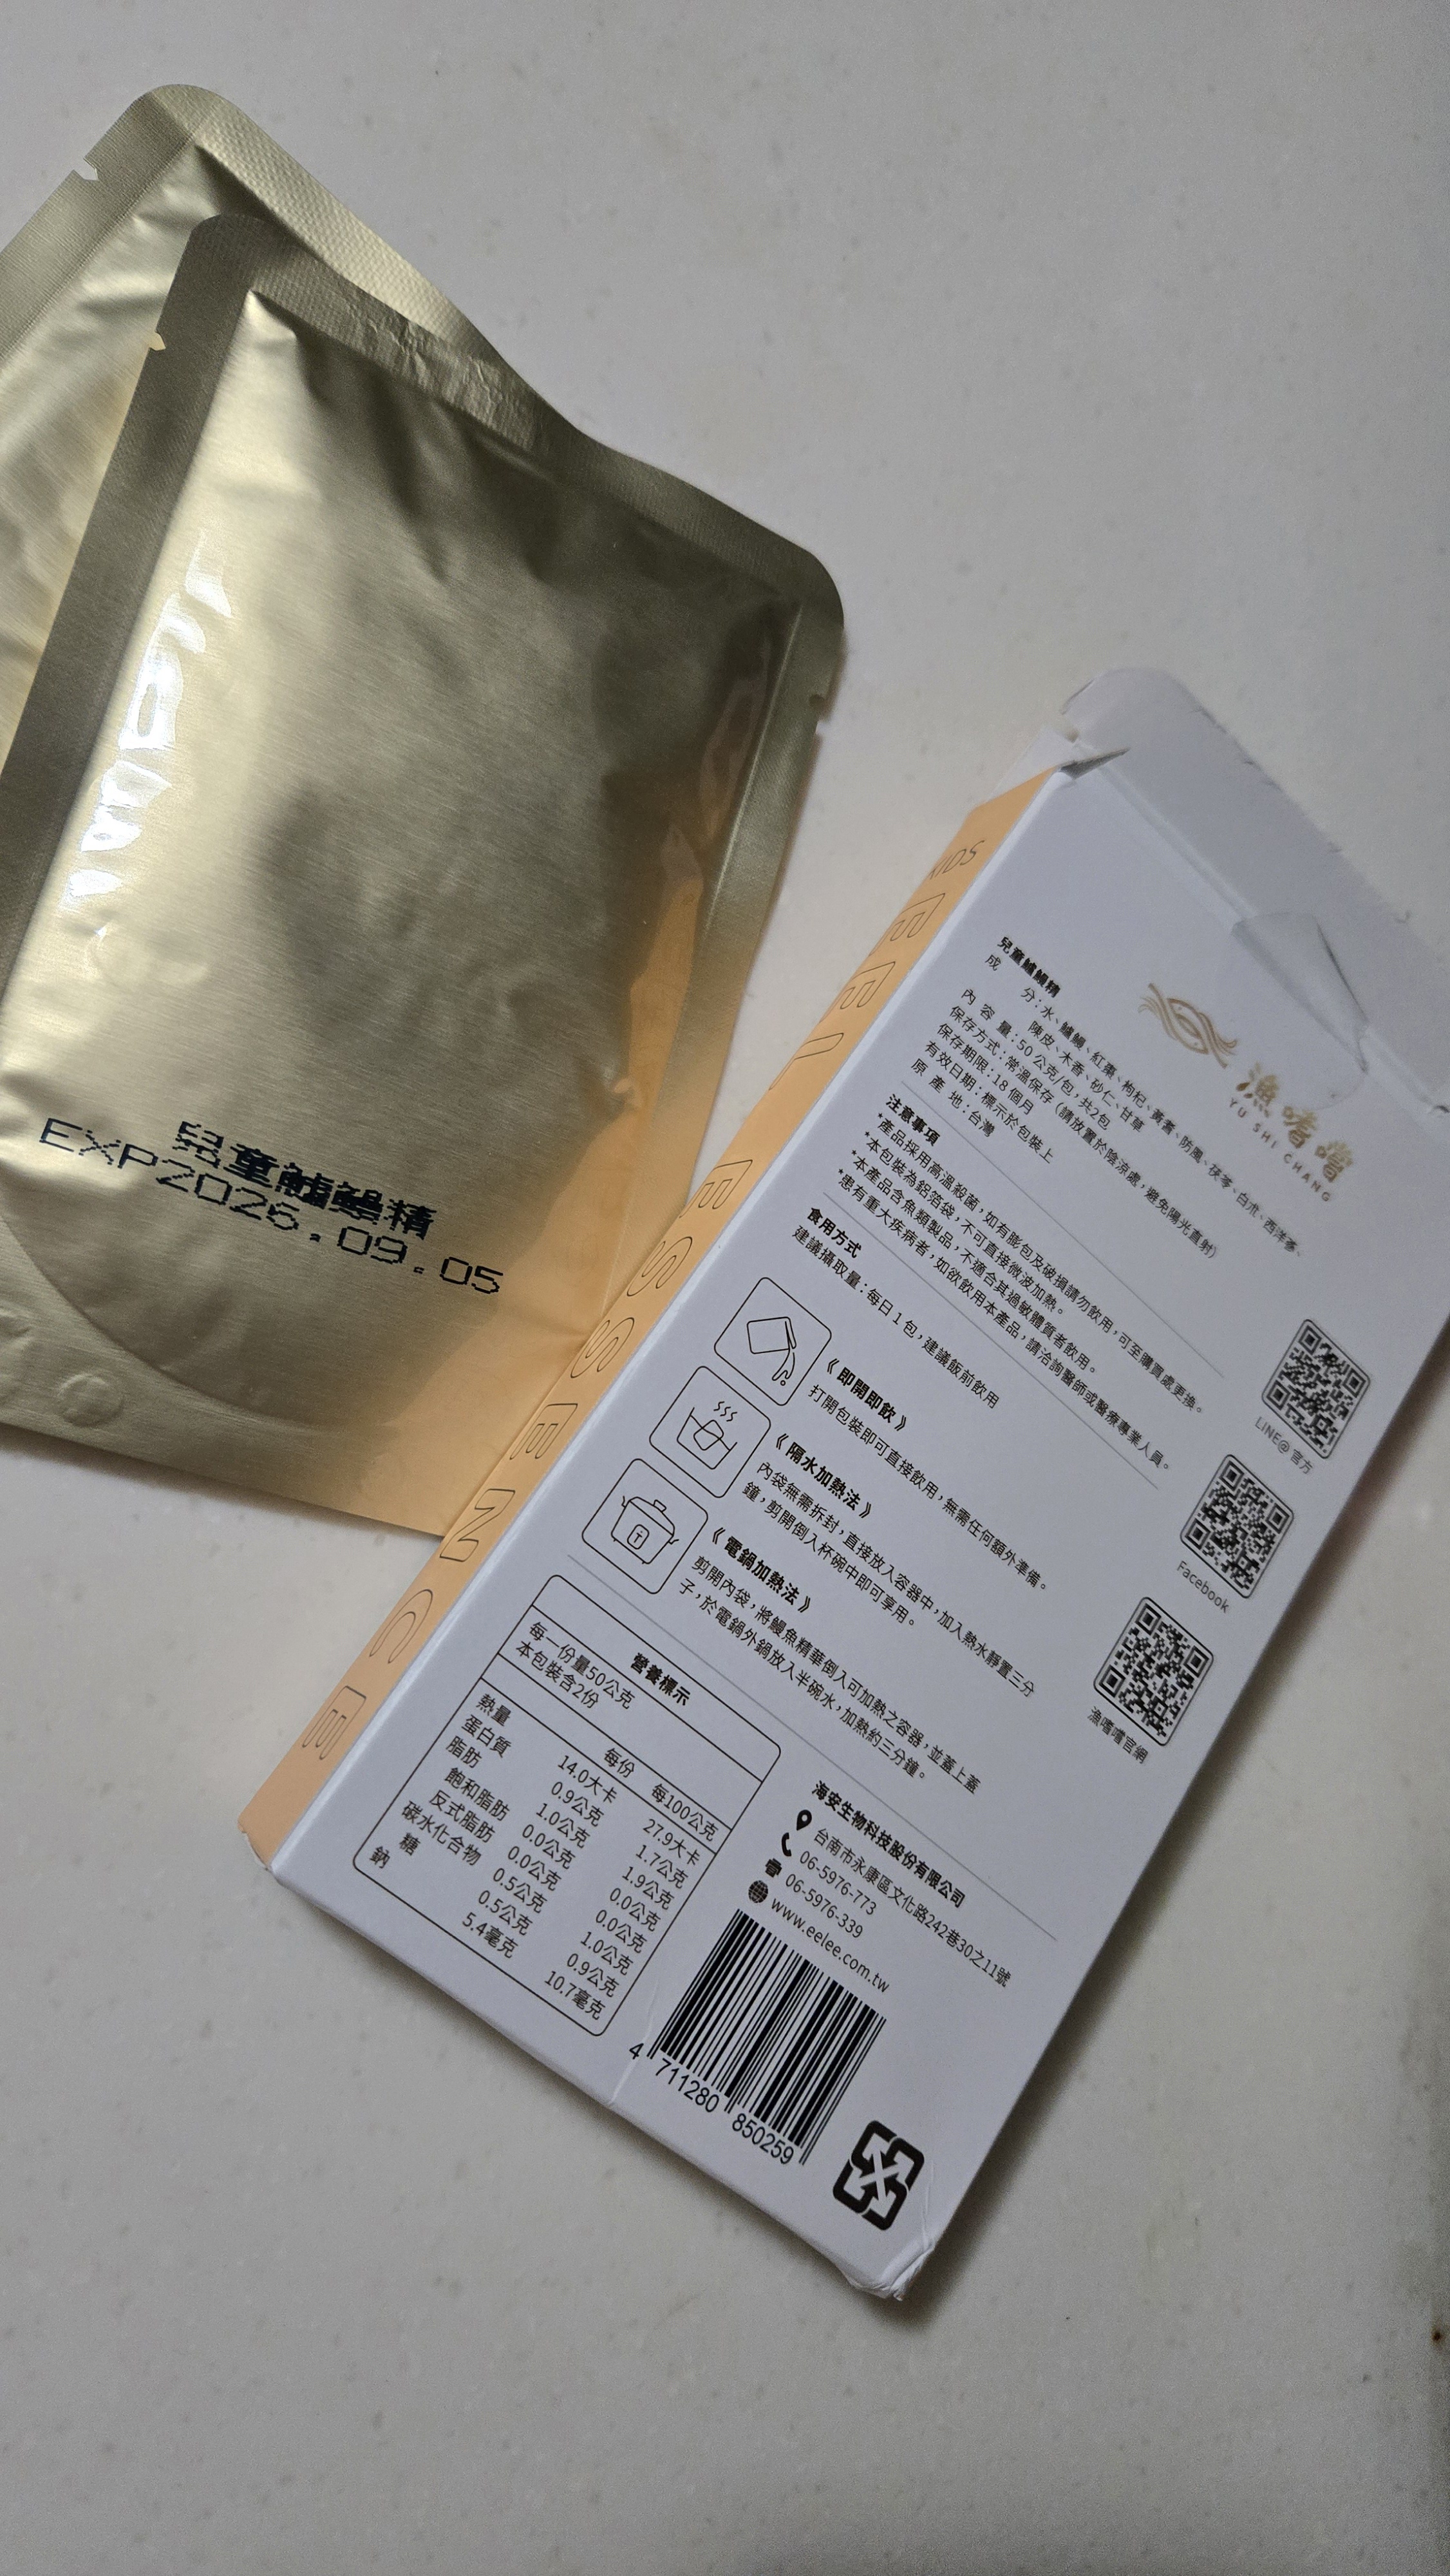 兒童鱸鰻精
EXP2025.09.05
KIDS
EEL ESSENCE
漁嗜嚐
YU SHI CHANG
兒童鱸鰻精
成 分：水、鱸鰻、紅棗、枸杞、黃耆、防風、茯苓、白朮、西洋蔘、
陳皮、木香、砂仁、甘草
內 容 量：50 公克/包，共2包
保存方式：常溫保存（請放置於陰涼處，避免陽光直射）
保存期限：18 個月
有效日期：標示於包裝上
原 產 地：台灣
注意事項
*產品採用高溫殺菌，如有膨包及破損請勿飲用，可至購買處更換。
*本包裝為鋁箔袋，不可直接微波加熱。
*本產品含魚類製品，不適合其過敏體質者飲用。
*患有重大疾病者，如欲飲用本產品，請洽詢醫師或醫療專業人員。
食用方式
建議攝取量：每日 1 包，建議飯前飲用
《 即開即飲 》
打開包裝即可直接飲用，無需任何額外準備。
《 隔水加熱法 》
內袋無需拆封，直接放入容器中，加入熱水靜置三分
鐘，剪開倒入杯碗中即可享用。
《 電鍋加熱法 》
剪開內袋，將鰻魚精華倒入可加熱之容器，並蓋上蓋
子，於電鍋外鍋放入半碗水，加熱約三分鐘。
LINE@ 官方
Facebook
漁嗜嚐官網
營養標示
每一份量50公克
本包裝含2份
每份 每100公克
熱量 14.0大卡 27.9大卡
蛋白質 0.9公克 1.7公克
脂肪 1.0公克 1.9公克
飽和脂肪 0.0公克 0.0公克
反式脂肪 0.0公克 0.0公克
碳水化合物 0.5公克 1.0公克
糖 0.5公克 0.9公克
鈉 5.4毫克 10.7毫克
海安生物科技股份有限公司
台南市永康區文化路242巷30之11號
06-5976-773
06-5976-339
www.eelee.com.tw
4 711280 850259